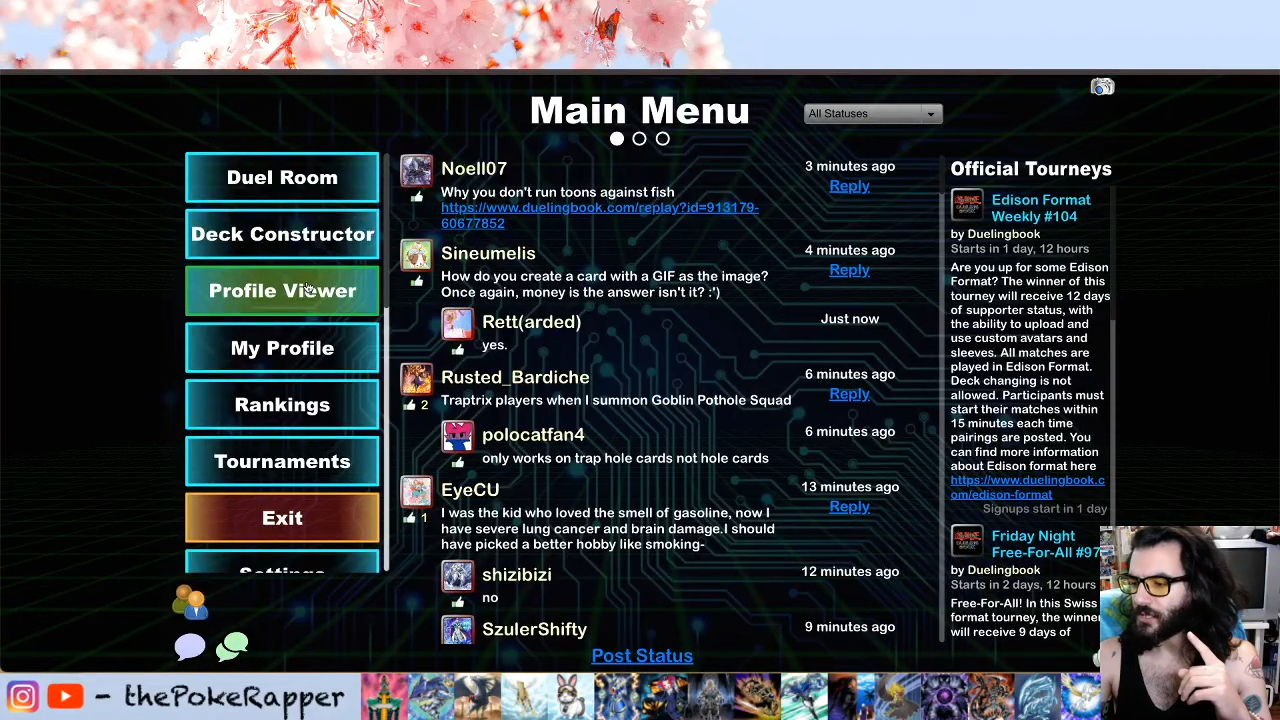 Main Menu
All Statuses
Duel Room
Deck Constructor
Profile Viewer
My Profile
Rankings
Tournaments
Exit
Settings
Noell07
3 minutes ago
Why you don't run toons against fish
Reply
https://www.duelingbook.com/replay?id=913179-
60677852
Sineumelis
4 minutes ago
How do you create a card with a GIF as the image?
Reply
Once again, money is the answer isn't it? :')
Rett(arded)
Just now
yes.
Rusted_Bardiche
6 minutes ago
Traptrix players when I summon Goblin Pothole Squad
Reply
2
polocatfan4
6 minutes ago
only works on trap hole cards not hole cards
EyeCU
13 minutes ago
I was the kid who loved the smell of gasoline, now I
Reply
1
have severe lung cancer and brain damage.I should
have picked a better hobby like smoking-
shizibizi
12 minutes ago
no
SzulerShifty
9 minutes ago
Post Status
Official Tourneys
Edison Format
Weekly #104
by Duelingbook
Starts in 1 day, 12 hours
Are you up for some Edison
Format? The winner of this
tourney will receive 12 days
of supporter status, with
the ability to upload and
use custom avatars and
sleeves. All matches are
played in Edison Format.
Deck changing is not
allowed. Participants must
start their matches within
15 minutes each time
pairings are posted. You
can find more information
about Edison format here
https://www.duelingbook.c
om/edison-format
Signups start in 1 day
Friday Night
Free-For-All #97
by Duelingbook
Starts in 2 days, 12 hours
Free-For-All! In this Swiss
format tourney, the winner
will receive 9 days of
- thePokeRapper